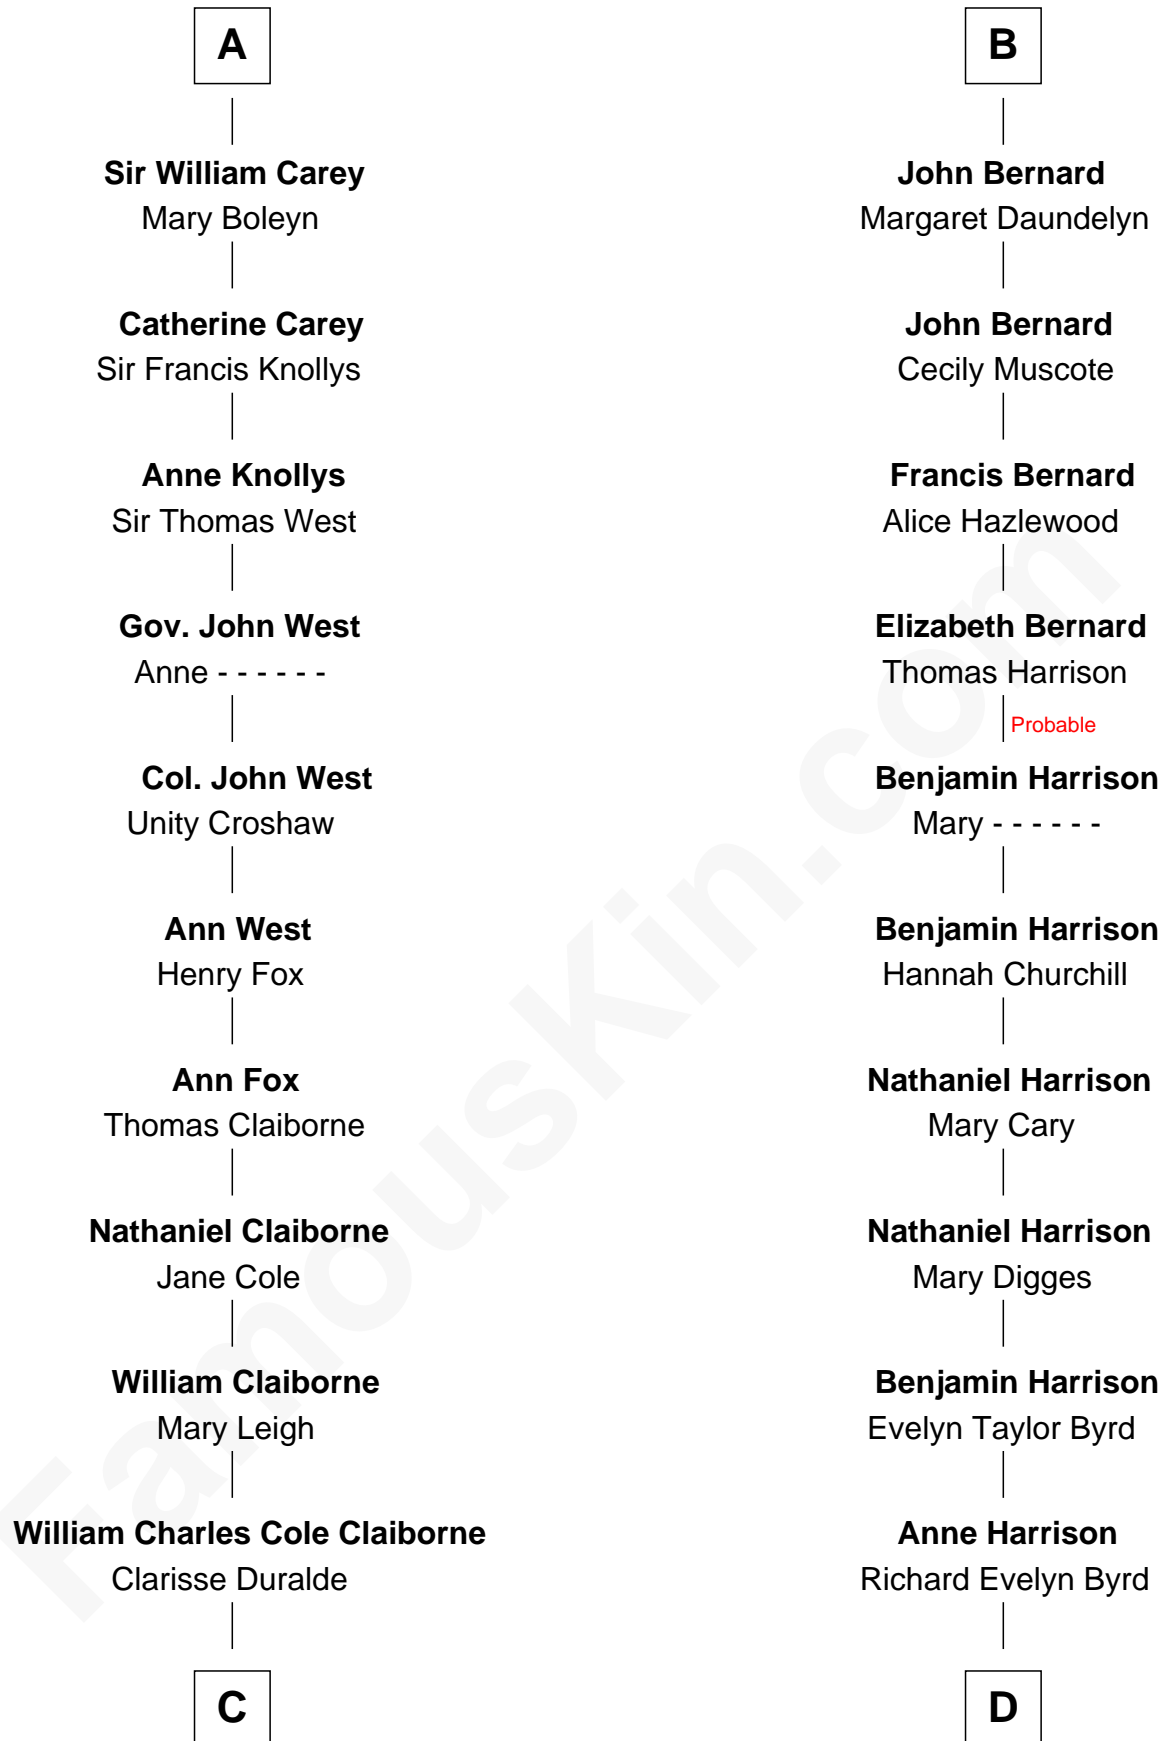 A
Sir William Carey
Mary Boleyn
Catherine Carey
Sir Francis Knollys
Anne Knollys
Sir Thomas West
Gov. John West
Anne - - - - - -
Col. John West
Unity Croshaw
Ann West
Henry Fox
Ann Fox
Thomas Claiborne
Nathaniel Claiborne
Jane Cole
William Claiborne
Mary Leigh
William Charles Cole Claiborne
Clarisse Duralde
C
B
John Bernard
Margaret Daundelyn
John Bernard
Cecily Muscote
Francis Bernard
Alice Hazlewood
Elizabeth Bernard
Thomas Harrison
Probable
Benjamin Harrison
Mary - - - - - -
Benjamin Harrison
Hannah Churchill
Nathaniel Harrison
Mary Cary
Nathaniel Harrison
Mary Digges
Benjamin Harrison
Evelyn Taylor Byrd
Anne Harrison
Richard Evelyn Byrd
D
FamousKin.com